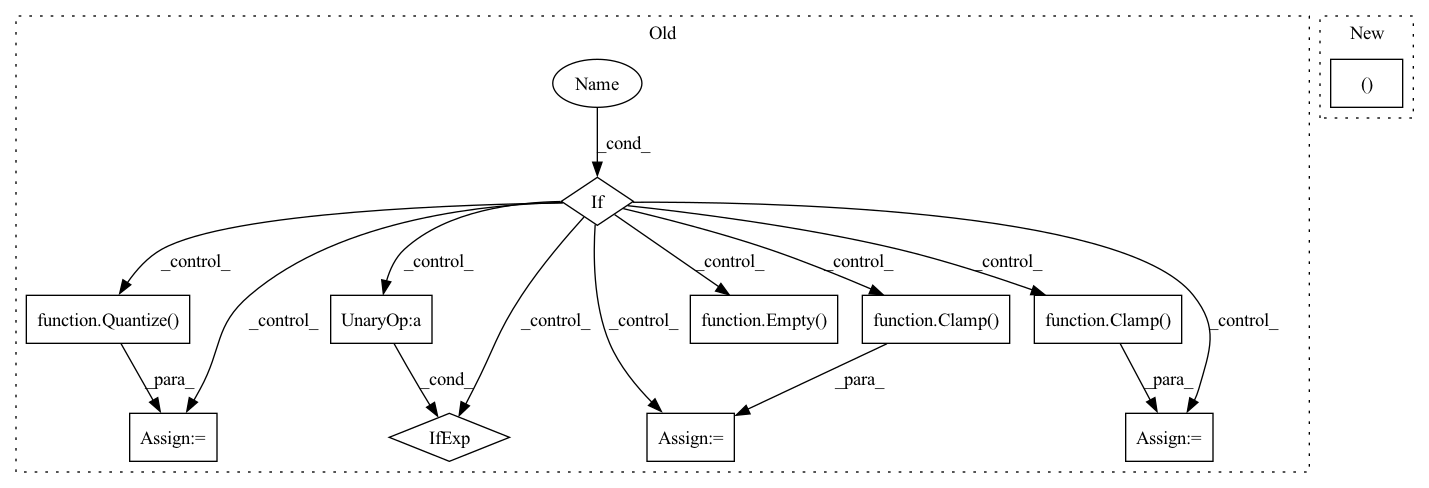 Old
New
Name
()
_cond_
If
_control_
_control_
_control_
_control_
_control_
_control_
_control_
_control_
_control_
function.Quantize()
UnaryOp:a
function.Empty()
function.Clamp()
function.Clamp()
_para_
_cond_
_para_
_para_
Assign:=
IfExp
Assign:=
Assign:=